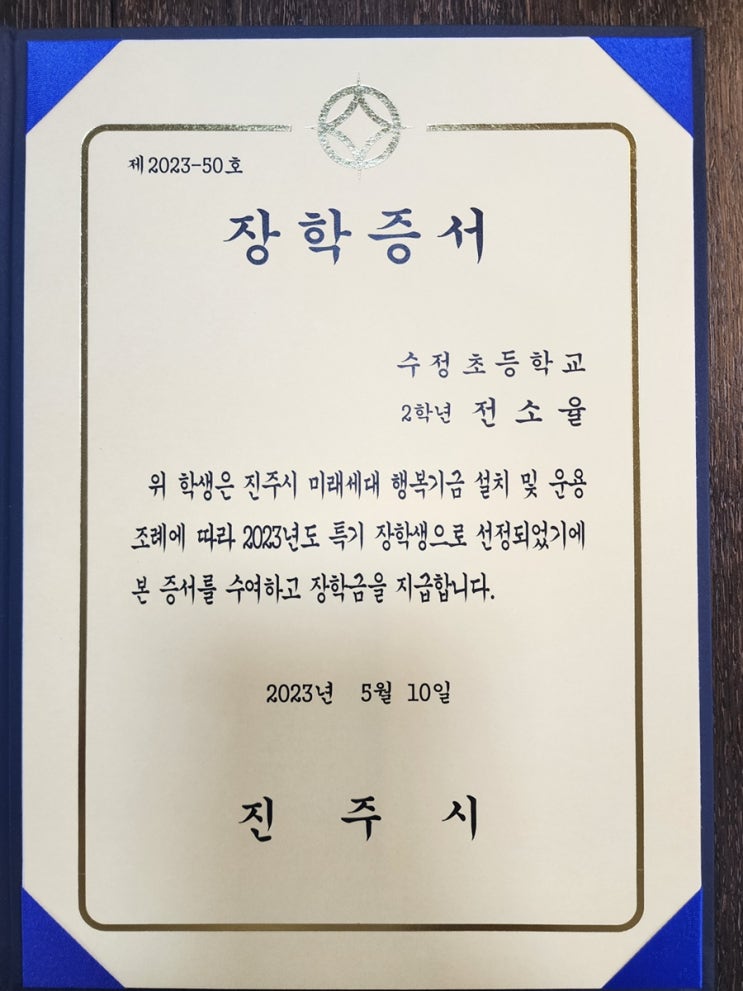 제2023-50호
장학증서
수정초등학교
2학년 전소율
위 학생은 진주시 미래세대 행복기금 설치 및 운용
조례에 따라 2023년도 특기 장학생으로 선정되었기에
본 증서를 수여하고 장학금을 지급합니다.
2023년 5월 10일
진주시